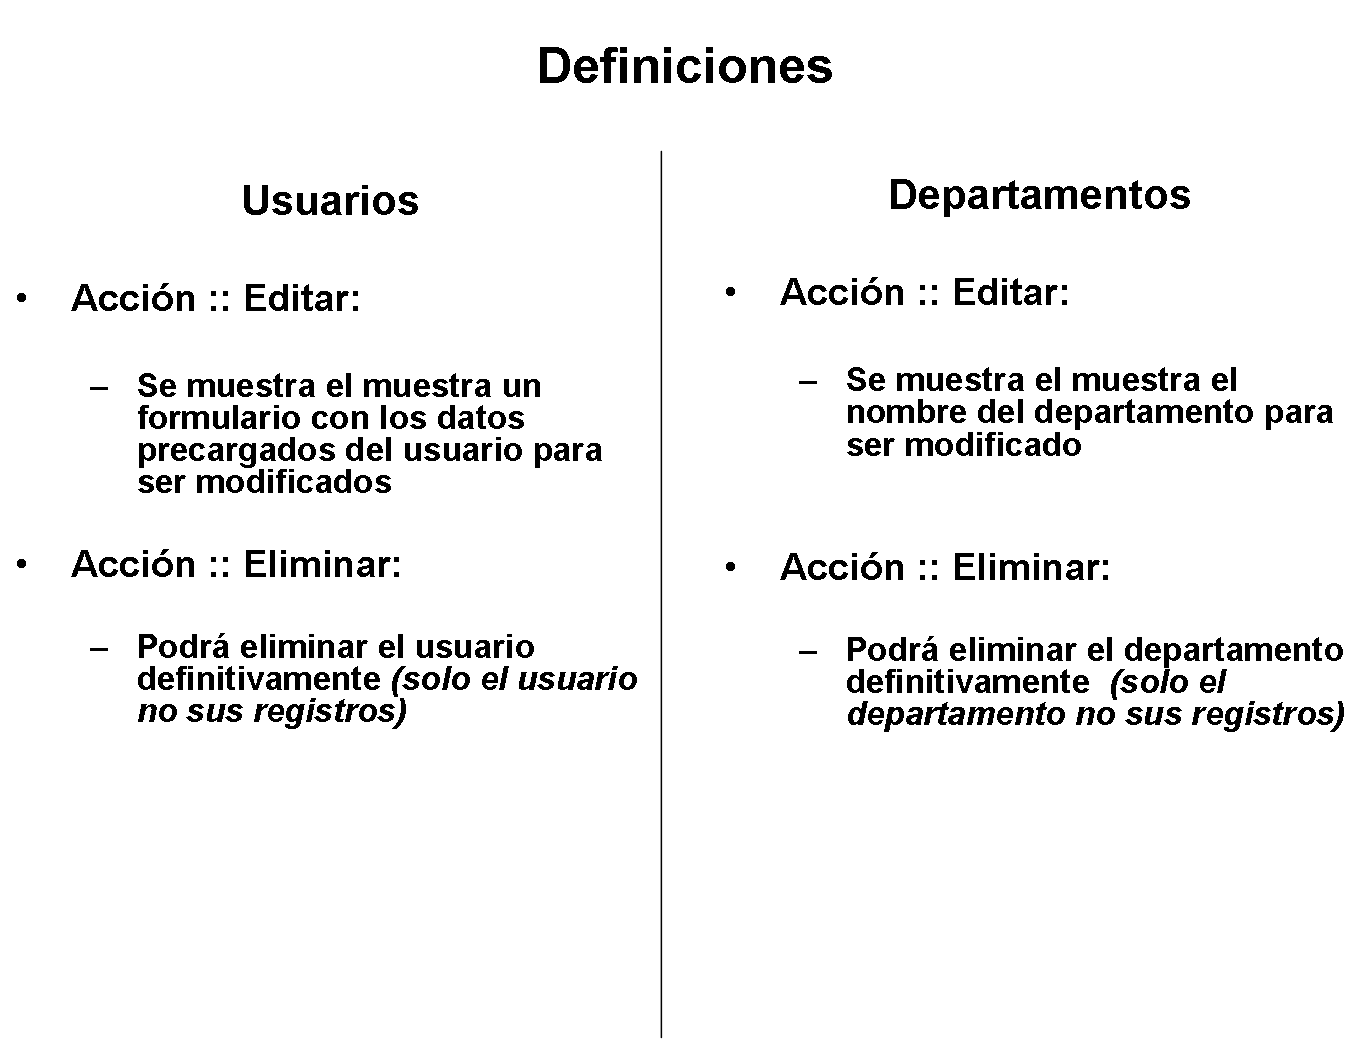 Definiciones
Usuarios
• Acción :: Editar:
– Se muestra el muestra un
formulario con los datos
precargados del usuario para
ser modificados
• Acción :: Eliminar:
– Podrá eliminar el usuario
definitivamente (solo el usuario
no sus registros)
Departamentos
• Acción :: Editar:
– Se muestra el muestra el
nombre del departamento para
ser modificado
• Acción :: Eliminar:
– Podrá eliminar el departamento
definitivamente  (solo el
departamento no sus registros)